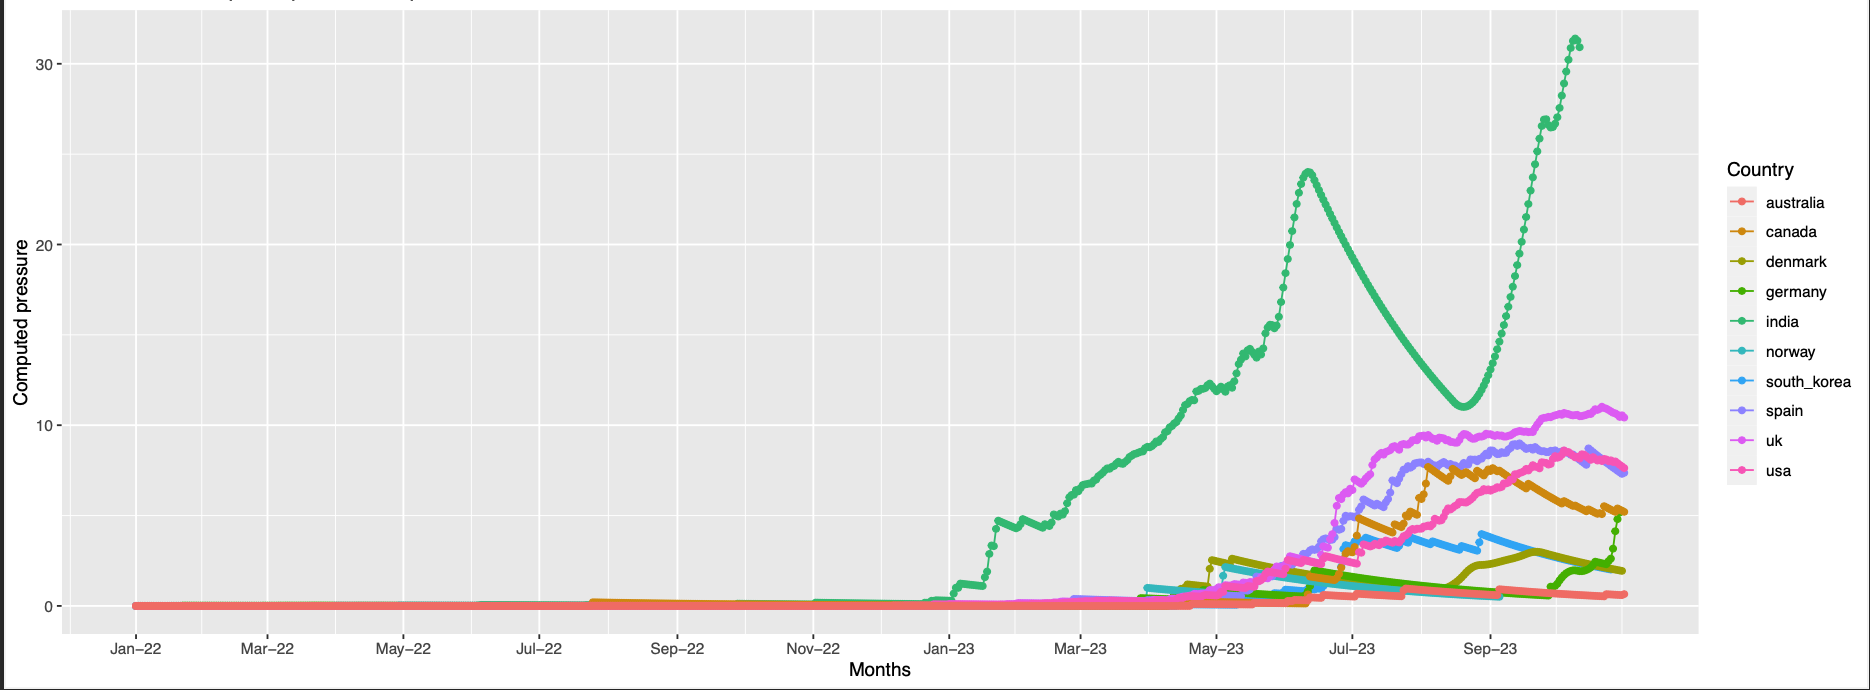 30
20
10
0
Computed pressure
Jan–22
Mar–22
May–22
Jul–22
Sep–22
Nov–22
Jan–23
Mar–23
May–23
Jul–23
Sep–23
Months
Country
australia
canada
denmark
germany
india
norway
south_korea
spain
uk
usa